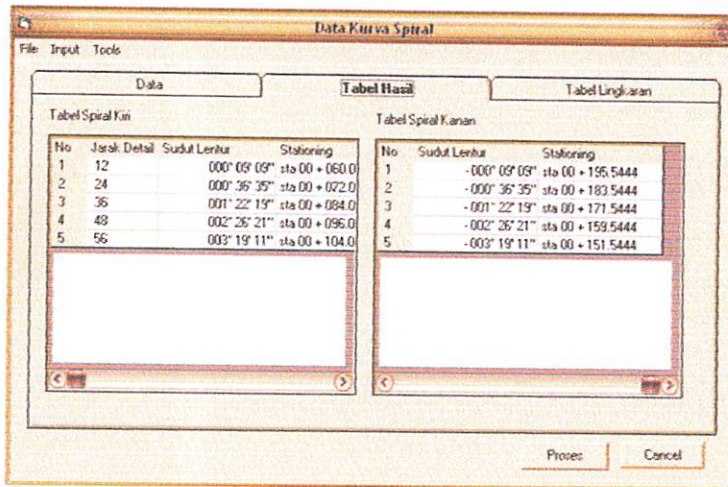 Data Kurva Spiral
File Input Tools
Data Tabel Hasil Tabel Lingkaran
Tabel Spiral Kiri
No Jarak Detail Sudut Lentur Stationing
1 12 000° 09' 09" sta 00 + 060.0
2 24 000° 36' 35" sta 00 + 072.0
3 36 001° 22' 19" sta 00 + 084.0
4 48 002° 26' 21" sta 00 + 096.0
5 56 003° 19' 11" sta 00 + 104.0
Tabel Spiral Kanan
No Sudut Lentur Stationing
1 - 000° 09' 09" sta 00 + 195.5444
2 - 000° 36' 35" sta 00 + 183.5444
3 - 001° 22' 19" sta 00 + 171.5444
4 - 002° 26' 21" sta 00 + 159.5444
5 - 003° 19' 11" sta 00 + 151.5444
Proses Cancel